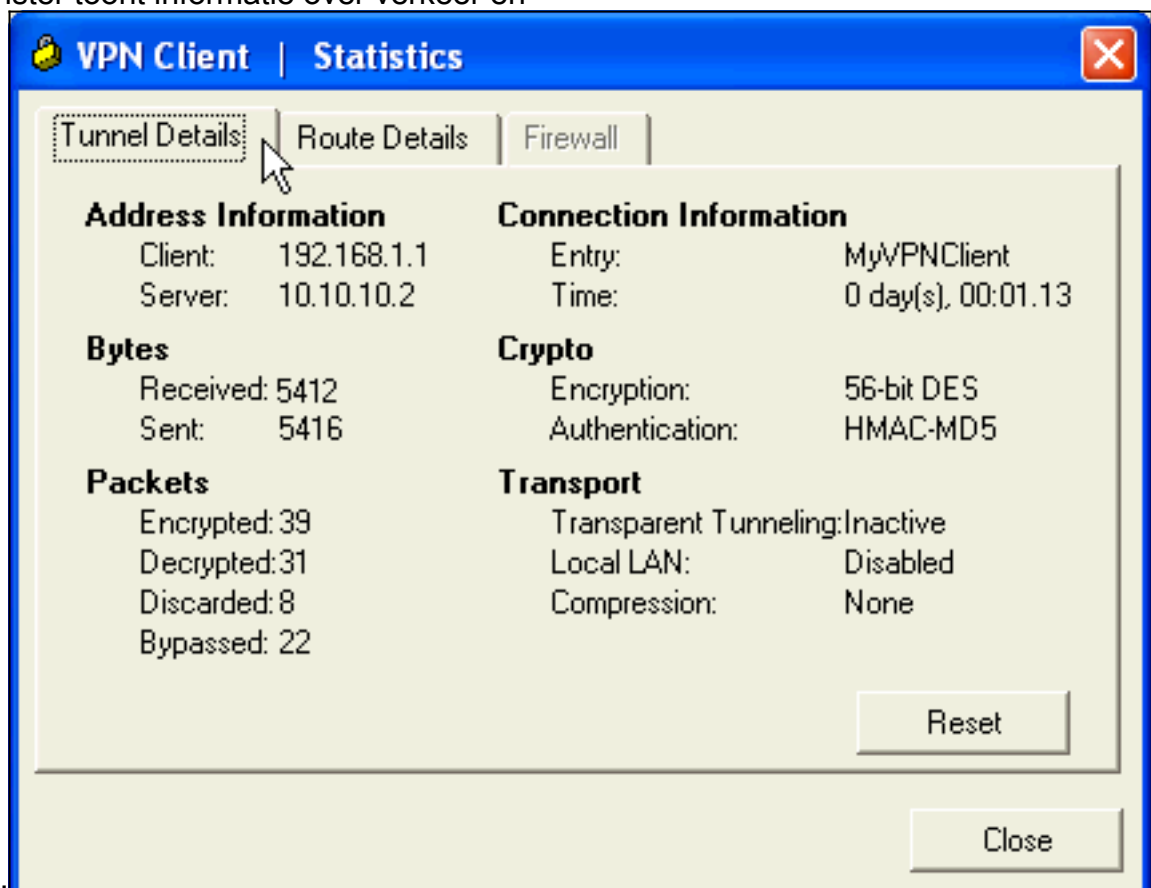 VPN Client | Statistics
Tunnel Details Route Details Firewall
Address Information
Client: 192.168.1.1
Server: 10.10.10.2
Bytes
Received: 5412
Sent: 5416
Packets
Encrypted: 39
Decrypted: 31
Discarded: 8
Bypassed: 22
Connection Information
Entry: MyVPNClient
Time: 0 day(s), 00:01.13
Crypto
Encryption: 56-bit DES
Authentication: HMAC-MD5
Transport
Transparent Tunneling: Inactive
Local LAN: Disabled
Compression: None
Reset
Close